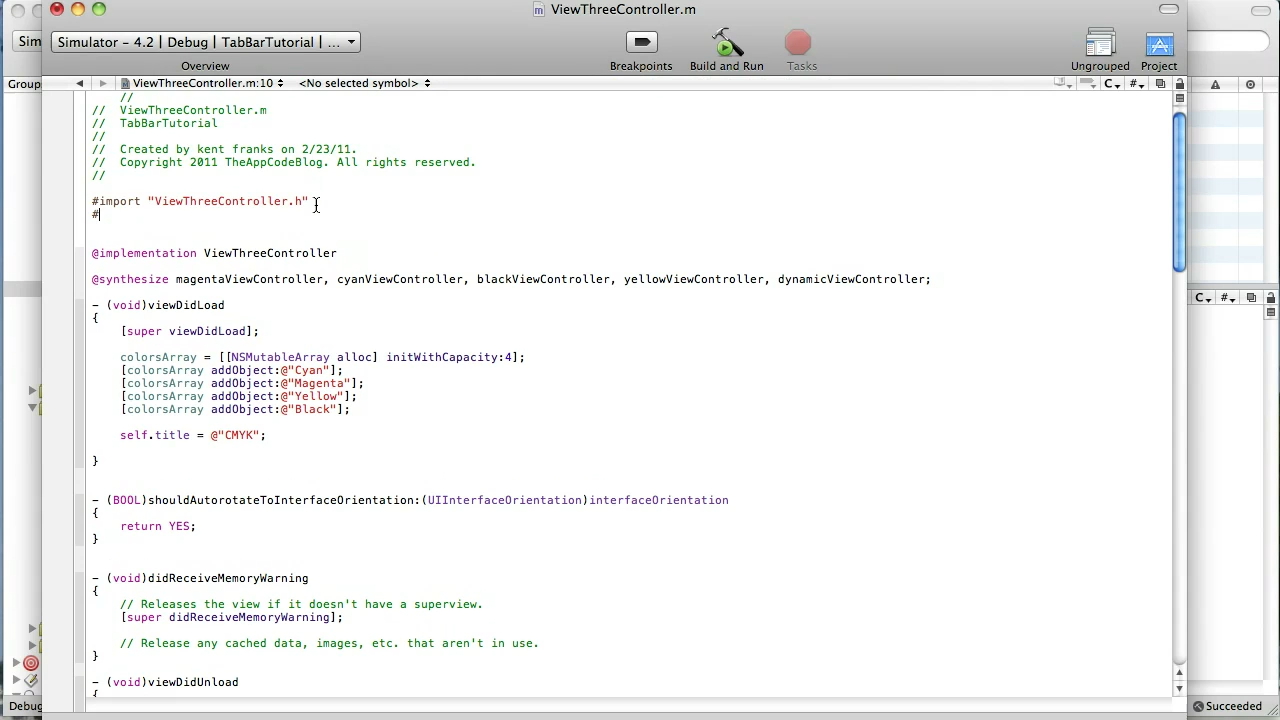 ViewThreeController.m
Sim
Simulator - 4.2 | Debug | TabBarTutorial | ...
Overview
Breakpoints
Build and Run
Tasks
Ungrouped
Project
Group
ViewThreeController.m:10
<No selected symbol>
C
#
//
// ViewThreeController.m
// TabBarTutorial
//
// Created by kent franks on 2/23/11.
// Copyright 2011 TheAppCodeBlog. All rights reserved.
//
#import "ViewThreeController.h"
#
@implementation ViewThreeController
@synthesize magentaViewController, cyanViewController, blackViewController, yellowViewController, dynamicViewController;
- (void)viewDidLoad
{
[super viewDidLoad];
colorsArray = [[NSMutableArray alloc] initWithCapacity:4];
[colorsArray addObject:@"Cyan"];
[colorsArray addObject:@"Magenta"];
[colorsArray addObject:@"Yellow"];
[colorsArray addObject:@"Black"];
self.title = @"CMYK";
}
- (BOOL)shouldAutorotateToInterfaceOrientation:(UIInterfaceOrientation)interfaceOrientation
{
return YES;
}
- (void)didReceiveMemoryWarning
{
// Releases the view if it doesn't have a superview.
[super didReceiveMemoryWarning];
// Release any cached data, images, etc. that aren't in use.
}
- (void)viewDidUnload
{
C
#
Debug
Succeeded